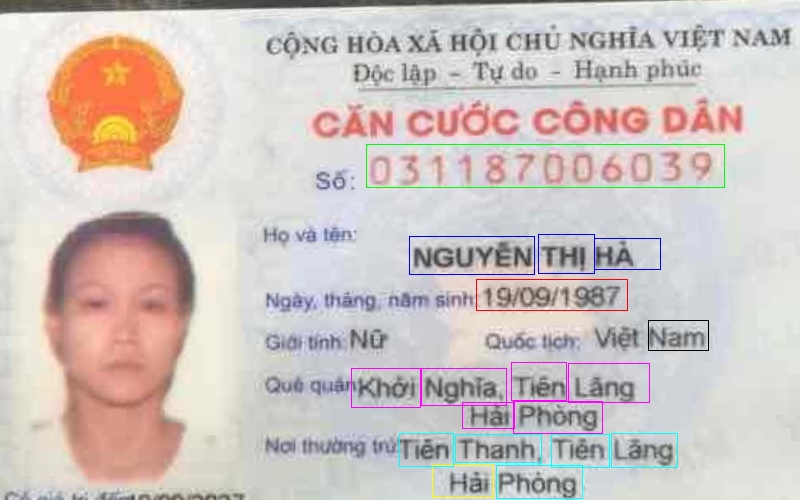 CỘNG HÒA XÃ HỘI CHỦ NGHĨA VIỆT NAM
Độc lập - Tự do - Hạnh phúc
CĂN CƯỚC CÔNG DÂN
Số: 031187006039
Họ và tên:
NGUYỄN THỊ HÀ
Ngày, tháng, năm sinh: 19/09/1987
Giới tính: Nữ Quốc tịch: Việt Nam
Quê quán: Khởi Nghĩa, Tiên Lãng
Hải Phòng
Nơi thường trú: Tiên Thanh, Tiên Lãng
Hải Phòng
Có giá trị đến